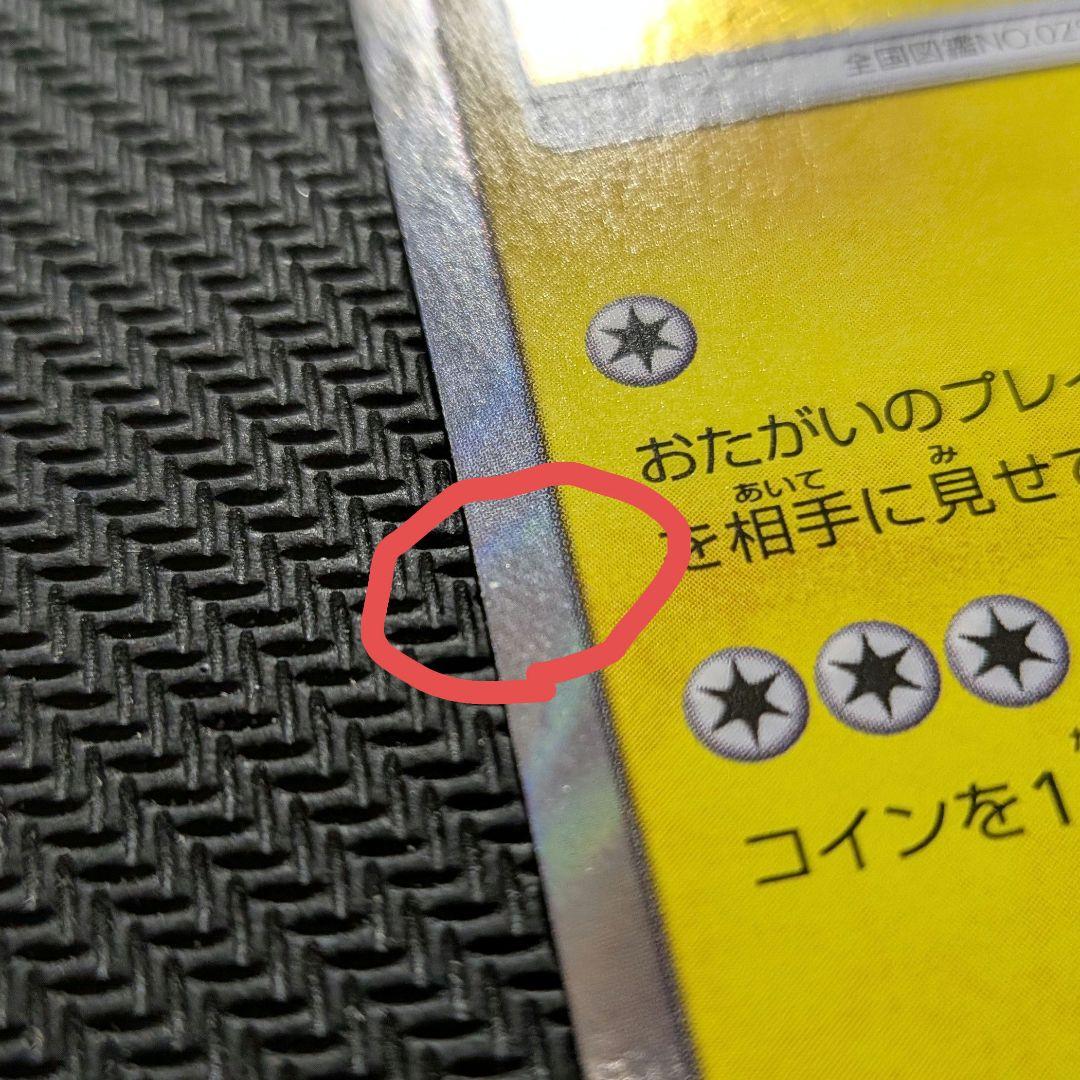 全国図鑑NO.02
おたがいのプレイ
あいて み
を相手に見せて
コインを1